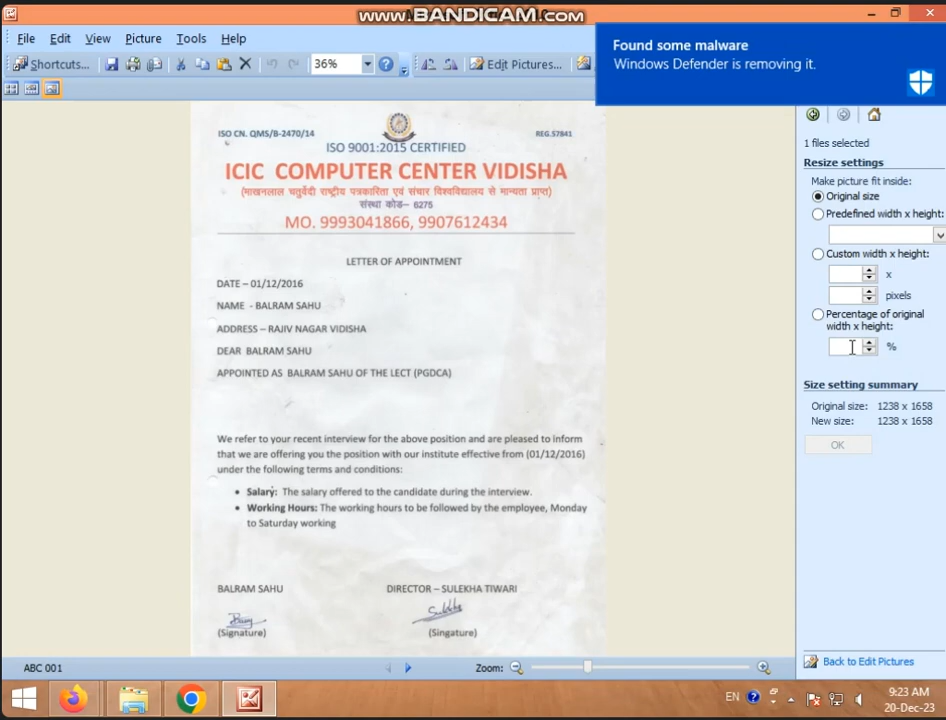 www.BANDICAM.com
File Edit View Picture Tools Help
Shortcuts... 36% Edit Pictures...
Found some malware
Windows Defender is removing it.
ISO CN. QMS/B-2470/14
REG.57841
ISO 9001:2015 CERTIFIED
ICIC COMPUTER CENTER VIDISHA
(माखनलाल चतुर्वेदी राष्ट्रीय पत्रकारिता एवं संचार विश्वविद्यालय से मान्यता प्राप्त)
संस्था कोड– 6275
MO. 9993041866, 9907612434
LETTER OF APPOINTMENT
DATE – 01/12/2016
NAME - BALRAM SAHU
ADDRESS – RAJIV NAGAR VIDISHA
DEAR BALRAM SAHU
APPOINTED AS BALRAM SAHU OF THE LECT (PGDCA)
We refer to your recent interview for the above position and are pleased to inform
that we are offering you the position with our institute effective from (01/12/2016)
under the following terms and conditions:
• Salary: The salary offered to the candidate during the interview.
• Working Hours: The working hours to be followed by the employee, Monday
to Saturday working
BALRAM SAHU
DIRECTOR – SULEKHA TIWARI
(Signature)
(Singature)
1 files selected
Resize settings
Make picture fit inside:
Original size
Predefined width x height:
Custom width x height:
x
pixels
Percentage of original
width x height:
%
Size setting summary
Original size: 1238 x 1658
New size: 1238 x 1658
OK
Back to Edit Pictures
ABC 001
Zoom:
EN
9:23 AM
20-Dec-23